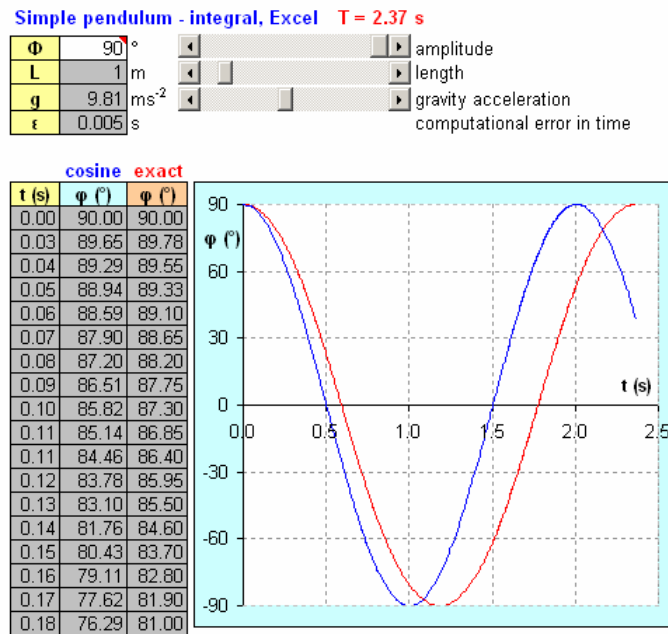 Simple pendulum - integral, Excel T = 2.37 s
Φ 90 ° amplitude
L 1 m length
g 9.81 ms-2 gravity acceleration
ε 0.005 s computational error in time
cosine exact
t (s) φ (°) φ (°)
0.00 90.00 90.00
0.03 89.65 89.78
0.04 89.29 89.55
0.05 88.94 89.33
0.06 88.59 89.10
0.07 87.90 88.65
0.08 87.20 88.20
0.09 86.51 87.75
0.10 85.82 87.30
0.11 85.14 86.85
0.11 84.46 86.40
0.12 83.78 85.95
0.13 83.10 85.50
0.14 81.76 84.60
0.15 80.43 83.70
0.16 79.11 82.80
0.17 77.62 81.90
0.18 76.29 81.00
90
φ (°)
60
30
t (s)
0
0.0 0.5 1.0 1.5 2.0 2.5
-30
-60
-90